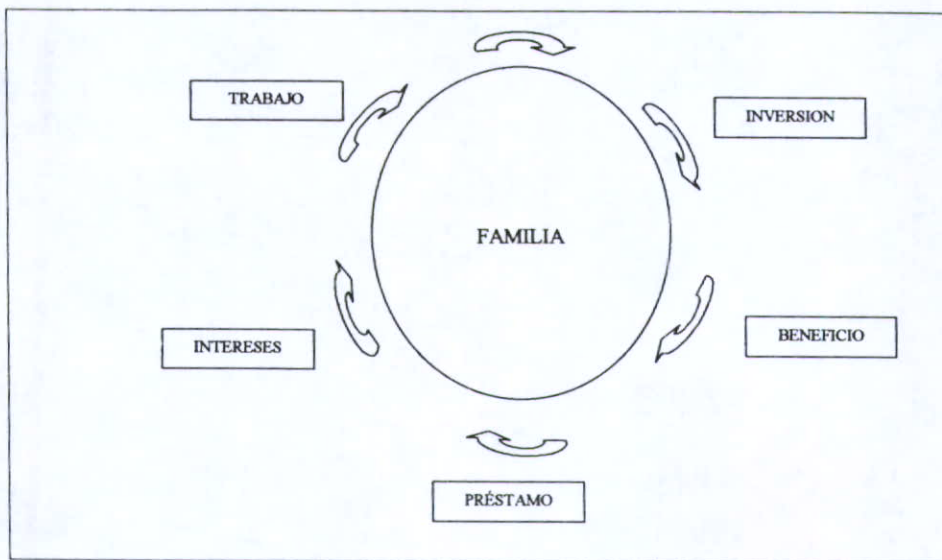 TRABAJO
INVERSION
FAMILIA
INTERESES
BENEFICIO
PRÉSTAMO